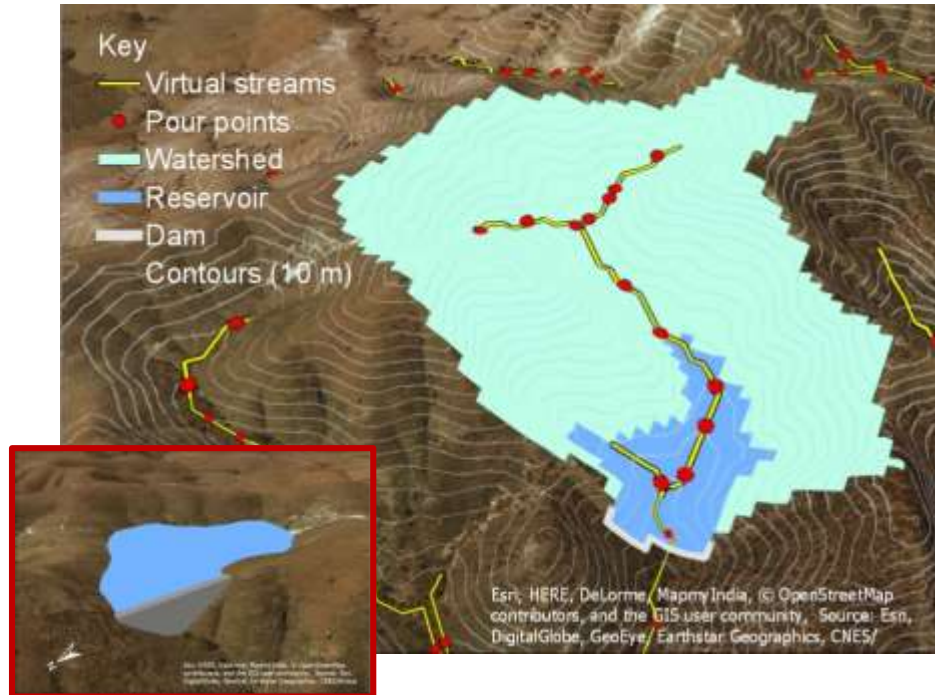 Key
Virtual streams
Pour points
Watershed
Reservoir
Dam
Contours (10 m)
Esri, HERE, DeLorme, MapmyIndia, © OpenStreetMap
contributors, and the GIS user community, Source: Esri,
DigitalGlobe, GeoEye, Earthstar Geographics, CNES/